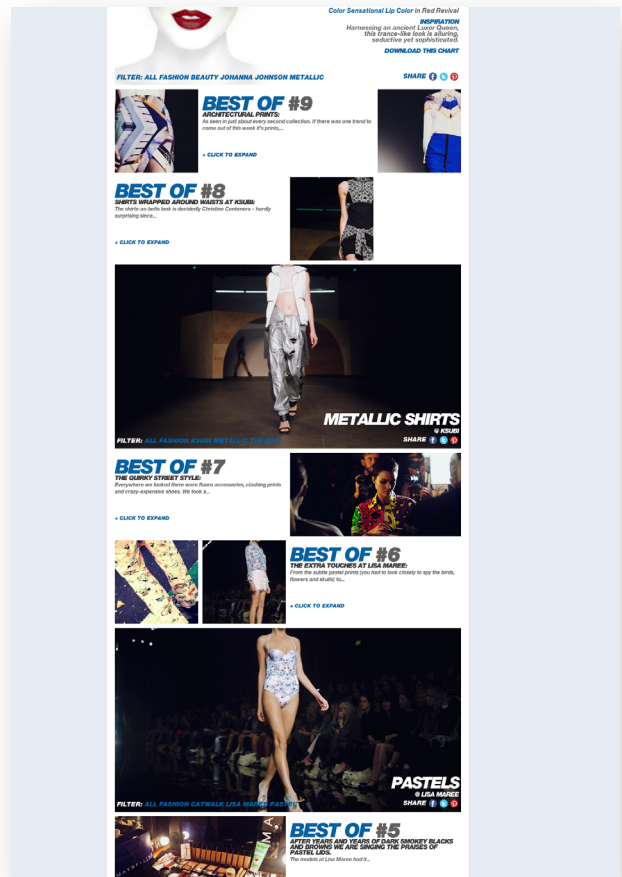 Color Sensational Lip Color in Red Revival
INSPIRATION
Harnessing an ancient Luxor Queen,
this trance-like look is alluring,
seductive yet sophisticated.
DOWNLOAD THIS CHART
FILTER: ALL FASHION BEAUTY JOHANNA JOHNSON METALLIC
SHARE
BEST OF #9
ARCHITECTURAL PRINTS:
As seen in just about every second collection. If there was one trend to
come out of this week it's prints,...
+ CLICK TO EXPAND
BEST OF #8
SHIRTS WRAPPED AROUND WAISTS AT KSUBI:
The shirts-as-belts look is decidedly Christine Centenera – hardly
surprising since...
+ CLICK TO EXPAND
METALLIC SHIRTS
@ KSUBI
FILTER: ALL FASHION KSUBI METALLIC
SHARE
BEST OF #7
THE QUIRKY STREET STYLE:
Everywhere we looked there were fluoro accessories, clashing prints
and crazy-expensive shoes. We took a...
+ CLICK TO EXPAND
BEST OF #6
THE EXTRA TOUCHES AT LISA MAREE:
From the subtle pastel prints (you had to look closely to spy the birds,
flowers and skulls) to...
+ CLICK TO EXPAND
PASTELS
@ LISA MAREE
FILTER: ALL FASHION CATWALK LISA MAREE PASTEL
SHARE
BEST OF #5
AFTER YEARS AND YEARS OF DARK SMOKEY BLACKS
AND BROWNS WE ARE SINGING THE PRAISES OF
PASTEL LIDS.
The models at Lisa Maree had it...